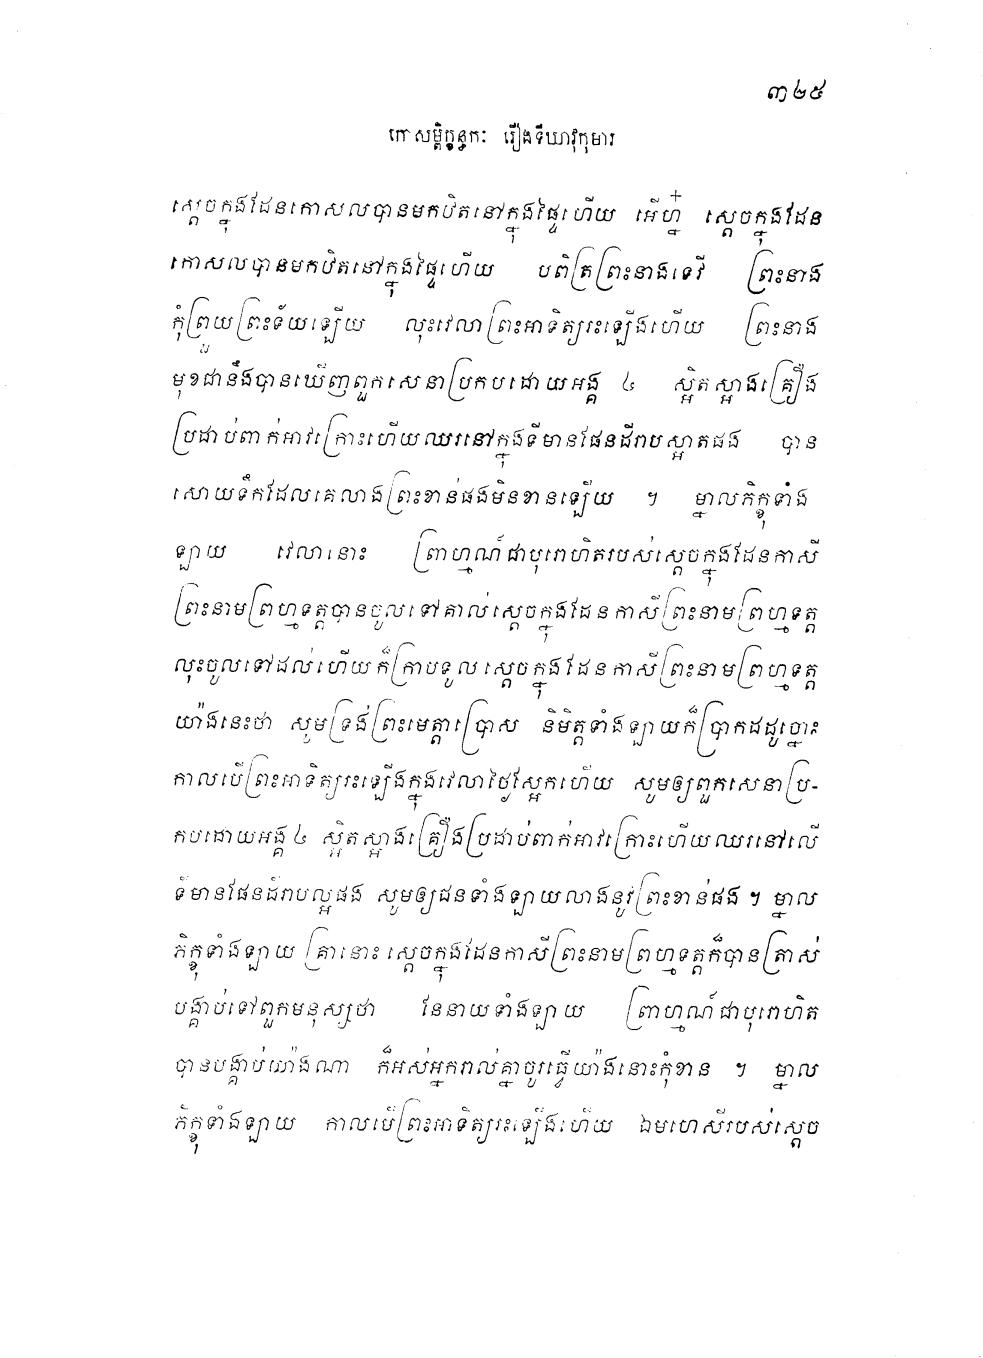 ៣២៥
កោសម្ពិក្ខន្ធកៈ រឿងទីឃាវុកុមារ
ស្ដេចក្នុងដែនកោសលបានមកឋិតនៅក្នុងផ្ទៃហើយ អើហ្ន៎ ស្ដេចក្នុងដែន
កោសលបានមកឋិតនៅក្នុងផ្ទៃហើយ បពិត្រព្រះនាងទេវី ព្រះនាង
កុំព្រួយព្រះទ័យឡើយ លុះវេលាព្រះអាទិត្យរះឡើងហើយ ព្រះនាង
មុខជានឹងបានឃើញពួកសេនាប្រកបដោយអង្គ ៤ ស្អិតស្អាងគ្រឿង
ប្រដាប់ពាក់អាវក្រោះហើយឈរនៅក្នុងទីមានផែនដីរាបស្អាតផង បាន
សោយទឹកដែលគេលាងព្រះខាន់ផងមិនខានឡើយ ។ ម្នាលភិក្ខុទាំង
ឡាយ វេលានោះ ព្រាហ្មណ៍ជាបុរោហិតរបស់ស្ដេចក្នុងដែនកាសី
ព្រះនាមព្រហ្មទត្តបានចូលទៅគាល់ស្ដេចក្នុងដែនកាសីព្រះនាមព្រហ្មទត្ត
លុះចូលទៅដល់ហើយក៏ក្រាបទូលស្ដេចក្នុងដែនកាសីព្រះនាមព្រហ្មទត្ត
យ៉ាងនេះថា សូមទ្រង់ព្រះមេត្តាប្រោស និមិត្តទាំងឡាយក៏ប្រាកដដូច្នោះ
កាលបើព្រះអាទិត្យរះឡើងក្នុងវេលាថ្ងៃស្អែកហើយ សូមឲ្យពួកសេនាប្រ-
កបដោយអង្គ ៤ ស្អិតស្អាងគ្រឿងប្រដាប់ពាក់អាវក្រោះហើយឈរនៅលើ
ទីមានផែនដីរាបល្អផង សូមឲ្យជនទាំងឡាយលាងនូវព្រះខាន់ផង ។ ម្នាល
ភិក្ខុទាំងឡាយ គ្រានោះ ស្ដេចក្នុងដែនកាសីព្រះនាមព្រហ្មទត្តក៏បានត្រាស់
បង្គាប់ទៅពួកមនុស្សថា នែនាយទាំងឡាយ ព្រាហ្មណ៍ជាបុរោហិត
បានបង្គាប់យ៉ាងណា ក៏អស់អ្នករាល់គ្នាចូរធ្វើយ៉ាងនោះកុំខាន ។ ម្នាល
ភិក្ខុទាំងឡាយ កាលបើព្រះអាទិត្យរះឡើងហើយ ឯមហេសីរបស់ស្ដេច